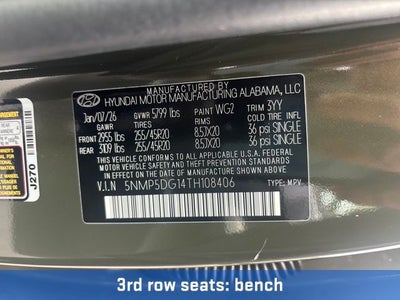 MANUFACTURED BY
HYUNDAI MOTOR MANUFACTURING ALABAMA, LLC
Jan/07/26 GVWR 5799 lbs PAINT WG2 TRIM 3YY
GAWR TIRE RIMS COLD TIRE INFL
FRONT 2955 lbs 255/45R20 8.5JX20 36 psi SINGLE
REAR 3109 lbs 255/45R20 8.5JX20 36 psi SINGLE
THIS VEHICLE CONFORMS TO ALL APPLICABLE U.S. FEDERAL MOTOR VEHICLE
SAFETY, BUMPER, AND THEFT PREVENTION STANDARDS IN EFFECT
ON THE DATE OF MANUFACTURE SHOWN ABOVE.
V.I.N 5NMP5DG14TH108406 TYPE: MPV
J270
3rd row seats: bench